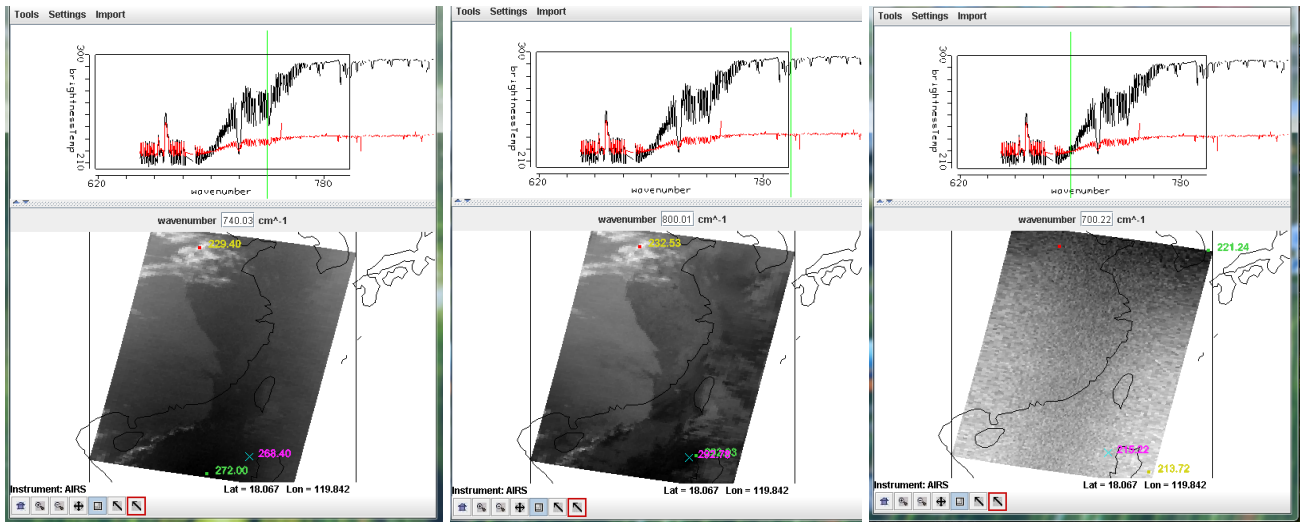 Tools Settings Import
300
brightnessTemp
210
620
780
wavenumber
wavenumber 740.03 cm^-1
229.40
268.40
272.00
Instrument: AIRS
Lat = 18.067 Lon = 119.842
Tools Settings Import
300
brightnessTemp
210
620
780
wavenumber
wavenumber 800.01 cm^-1
232.53
Instrument: AIRS
Lat = 18.067 Lon = 119.842
Tools Settings Import
300
brightnessTemp
210
620
780
wavenumber
wavenumber 700.22 cm^-1
221.24
215.22
213.72
Instrument: AIRS
Lat = 18.067 Lon = 119.842